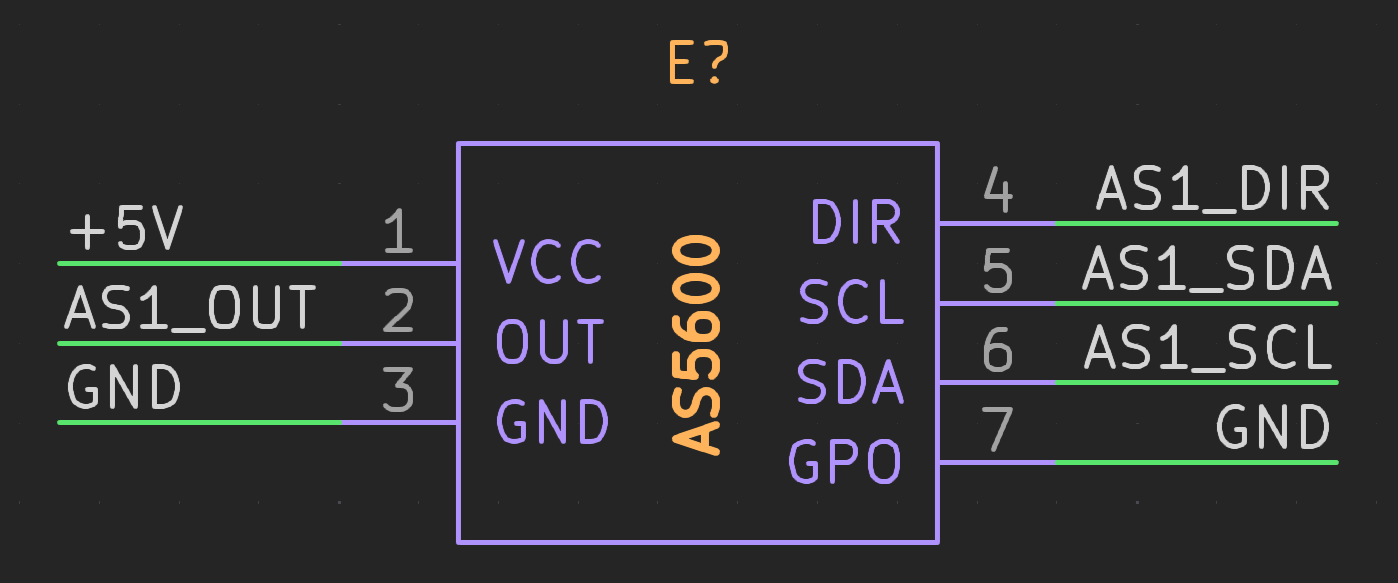 E?
+5V 1
AS1_OUT 2
GND 3
VCC
OUT
GND
AS5600
DIR
SCL
SDA
GPO
4 AS1_DIR
5 AS1_SDA
6 AS1_SCL
7 GND